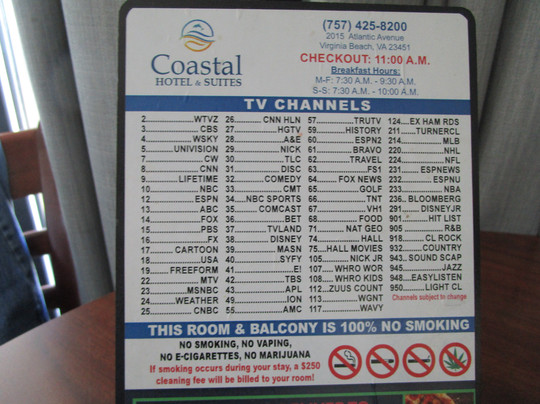 Coastal
HOTEL & SUITES
(757) 425-8200
2015 Atlantic Avenue
Virginia Beach, VA 23451
CHECKOUT: 11:00 A.M.
Breakfast Hours:
M-F: 7:30 A.M. - 9:30 A.M.
S-S: 7:30 A.M. - 10:00 A.M.
TV CHANNELS
2..............WTVZ
3................CBS
4.............WSKY
5.......UNIVISION
7.................CW
8...............CNN
9.........LIFETIME
10..............NBC
12.............ESPN
13..............ABC
14..............FOX
15..............PBS
16................FX
17.......CARTOON
18..............USA
19......FREEFORM
22..............MTV
23..........MSNBC
24........WEATHER
25.............CNBC
26.........CNN HLN
27.............HGTV
28..............A&E
29.............NICK
30..............TLC
31.............DISC
32........COMEDY
33..............CMT
34....NBC SPORTS
35........COMCAST
36..............BET
37..........TVLAND
38..........DISNEY
39............MASN
40.............SYFY
41................E!
42..............TBS
43..............APL
49..............ION
55..............AMC
57............TRUTV
59.........HISTORY
60............ESPN2
61...........BRAVO
62..........TRAVEL
63..............FS1
64.......FOX NEWS
65.............GOLF
66..............TNT
67..............VH1
68.............FOOD
71..........NAT GEO
74.............HALL
75....HALL MOVIES
105.........NICK JR
107......WHRO WOR
108......WHRO KIDS
112....ZUUS COUNT
113...........WGNT
117............WAVY
124....EX HAM RDS
211.....TURNERCL
214.............MLB
220.............NHL
224.............NFL
231.......ESPNEWS
232...........ESPNU
233.............NBA
236...BLOOMBERG
291.......DISNEYJR
901........HIT LIST
905.............R&B
918........CL ROCK
932........COUNTRY
943....SOUND SCAP
945............JAZZ
948....EASYLISTEN
950........LIGHT CL
Channels subject to change
THIS ROOM & BALCONY IS 100% NO SMOKING
NO SMOKING, NO VAPING,
NO E-CIGARETTES, NO MARIJUANA
If smoking occurs during your stay, a $250
cleaning fee will be billed to your room!